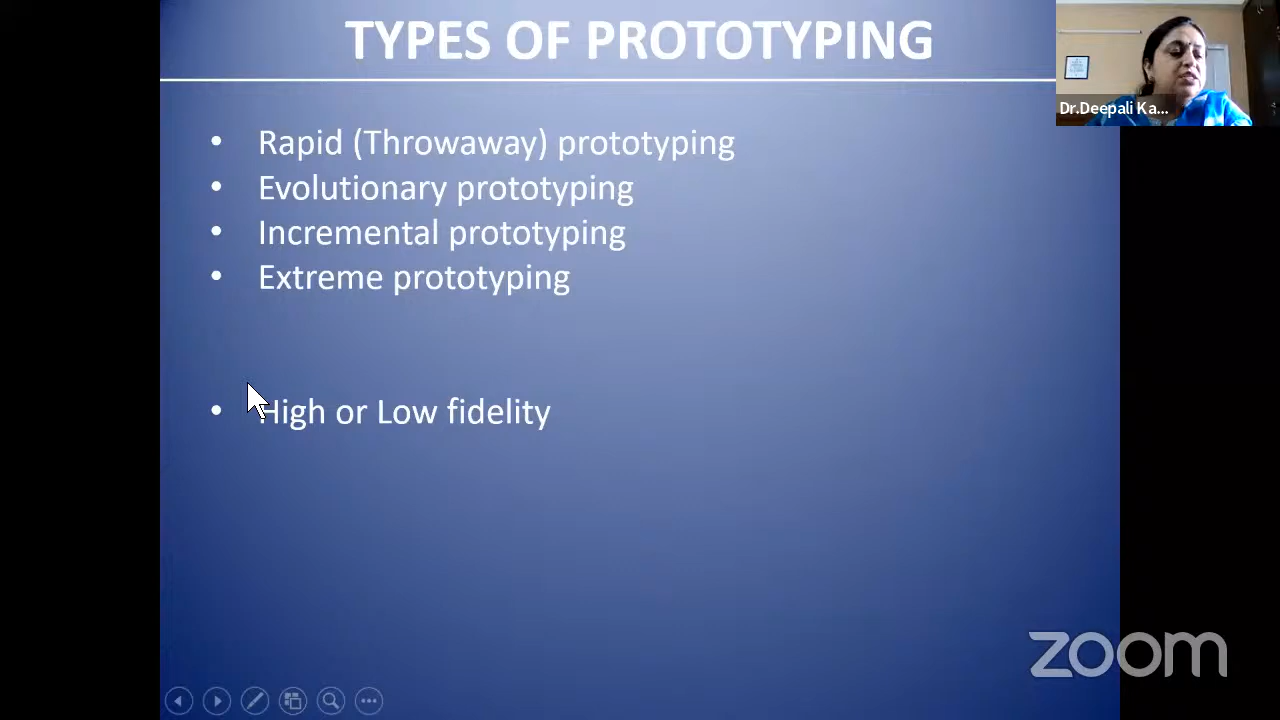 TYPES OF PROTOTYPING
Dr.Deepali Ka...
• Rapid (Throwaway) prototyping
• Evolutionary prototyping
• Incremental prototyping
• Extreme prototyping
• High or Low fidelity
zoom